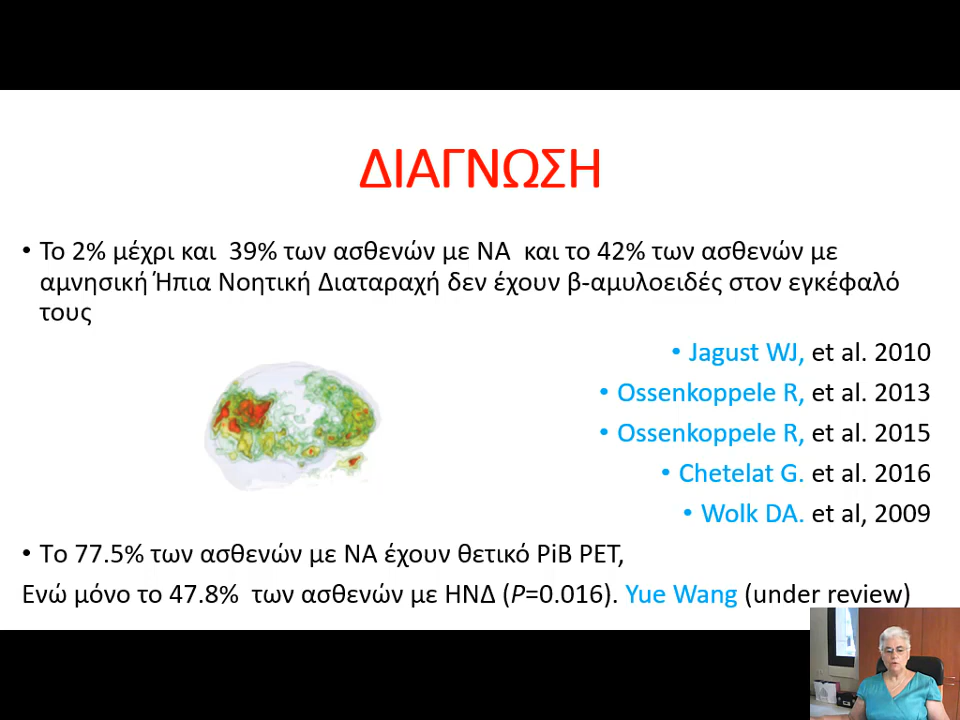 ΔΙΑΓΝΩΣΗ
• Το 2% μέχρι και 39% των ασθενών με ΝΑ και το 42% των ασθενών με
αμνησική Ήπια Νοητική Διαταραχή δεν έχουν β-αμυλοειδές στον εγκέφαλό
τους
• Jagust WJ, et al. 2010
• Ossenkoppele R, et al. 2013
• Ossenkoppele R, et al. 2015
• Chetelat G. et al. 2016
• Wolk DA. et al, 2009
• Το 77.5% των ασθενών με ΝΑ έχουν θετικό PiB PET,
Ενώ μόνο το 47.8% των ασθενών με ΗΝΔ (P=0.016). Yue Wang (under review)